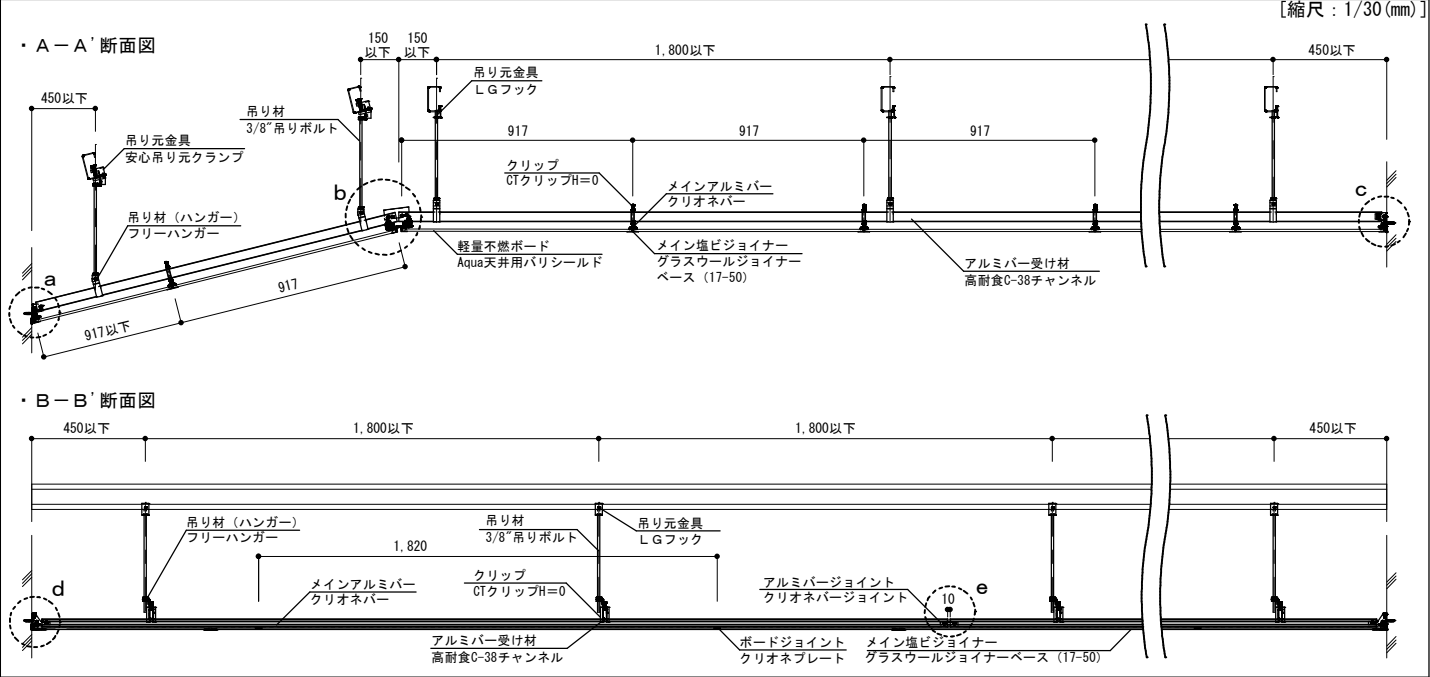 [縮尺：1/30(mm)]
・A－A'断面図
150
以下
150
以下
1,800以下
450以下
450以下
吊り元金具
LGフック
吊り材
3/8"吊りボルト
吊り元金具
安心吊り元クランプ
917
917
917
クリップ
CTクリップH=0
メインアルミバー
クリオネバー
b
c
吊り材（ハンガー）
フリーハンガー
軽量不燃ボード
Aqua天井用バリシールド
メイン塩ビジョイナー
グラスウールジョイナー
ベース（17-50）
アルミバー受け材
高耐食C-38チャンネル
a
917
917以下
・B－B'断面図
450以下
1,800以下
1,800以下
450以下
吊り材（ハンガー）
フリーハンガー
吊り材
3/8"吊りボルト
吊り元金具
LGフック
1,820
d
メインアルミバー
クリオネバー
クリップ
CTクリップH=0
アルミバージョイント
クリオネバージョイント
e
10
アルミバー受け材
高耐食C-38チャンネル
ボードジョイント
クリオネプレート
メイン塩ビジョイナー
グラスウールジョイナーベース（17-50）